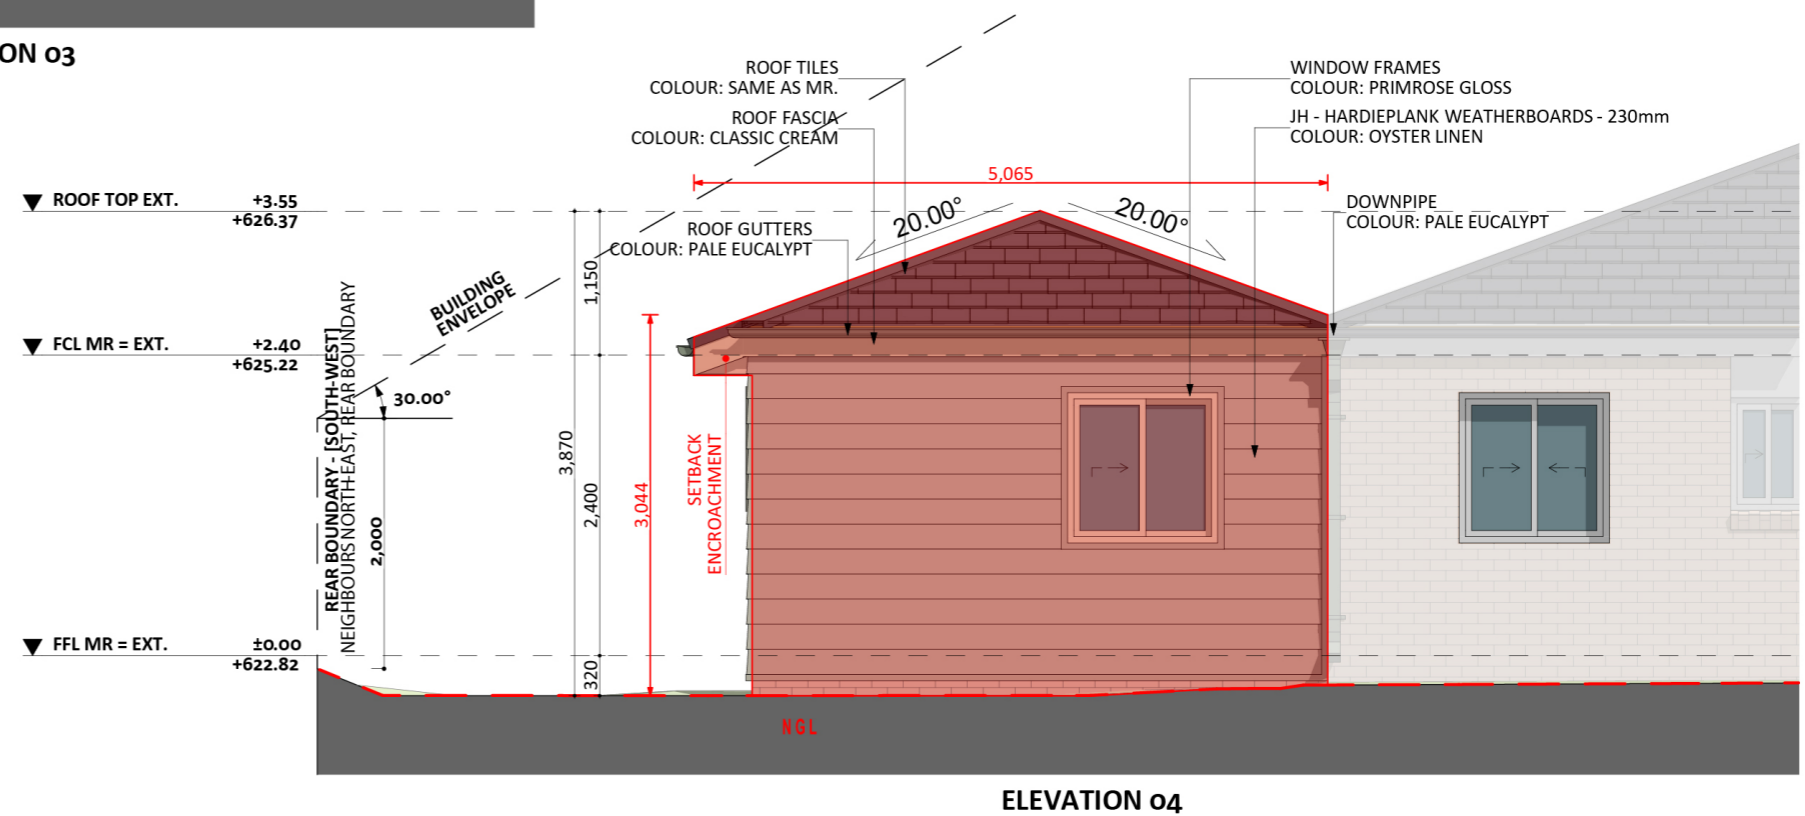 ON 03
ROOF TILES
COLOUR: SAME AS MR.
ROOF FASCIA
COLOUR: CLASSIC CREAM
WINDOW FRAMES
COLOUR: PRIMROSE GLOSS
JH - HARDIEPLANK WEATHERBOARDS - 230mm
COLOUR: OYSTER LINEN
5,065
ROOF TOP EXT.
+3.55
+626.37
DOWNPIPE
COLOUR: PALE EUCALYPT
20.00°
20.00°
ROOF GUTTERS
COLOUR: PALE EUCALYPT
1,150
BUILDING
ENVELOPE
FCL MR = EXT.
+2.40
+625.22
30.00°
REAR BOUNDARY - [SOUTH-WEST]
NEIGHBOURS NORTH-EAST, REAR BOUNDARY
2,000
3,870
2,400
3,044
SETBACK
ENCROACHMENT
FFL MR = EXT.
±0.00
+622.82
320
NGL
ELEVATION 04